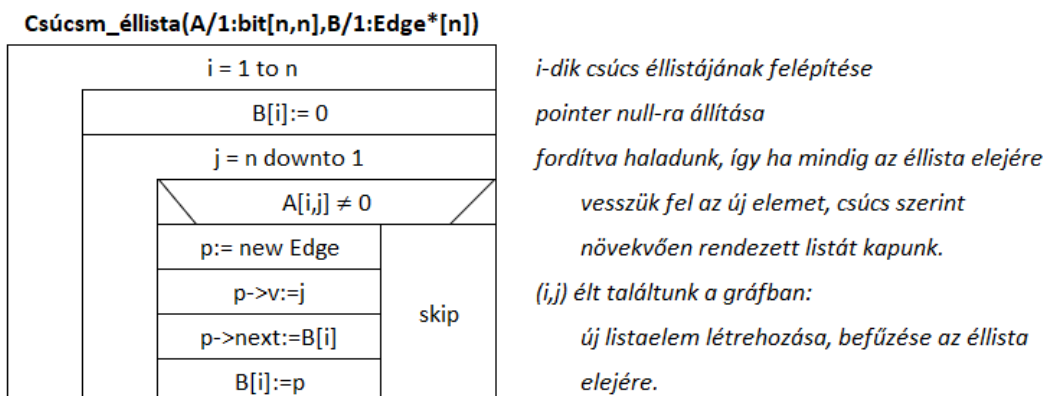 Csúcsm_éllista(A/1:bit[n,n],B/1:Edge*[n])
i = 1 to n
i-dik csúcs éllistájának felépítése
B[i]:= 0
pointer null-ra állítása
j = n downto 1
fordítva haladunk, így ha mindig az éllista elejére
A[i,j] ≠ 0
vesszük fel az új elemet, csúcs szerint
p:= new Edge
növekvően rendezett listát kapunk.
p->v:=j
skip
(i,j) élt találtunk a gráfban:
p->next:=B[i]
új listaelem létrehozása, befűzése az éllista
B[i]:=p
elejére.